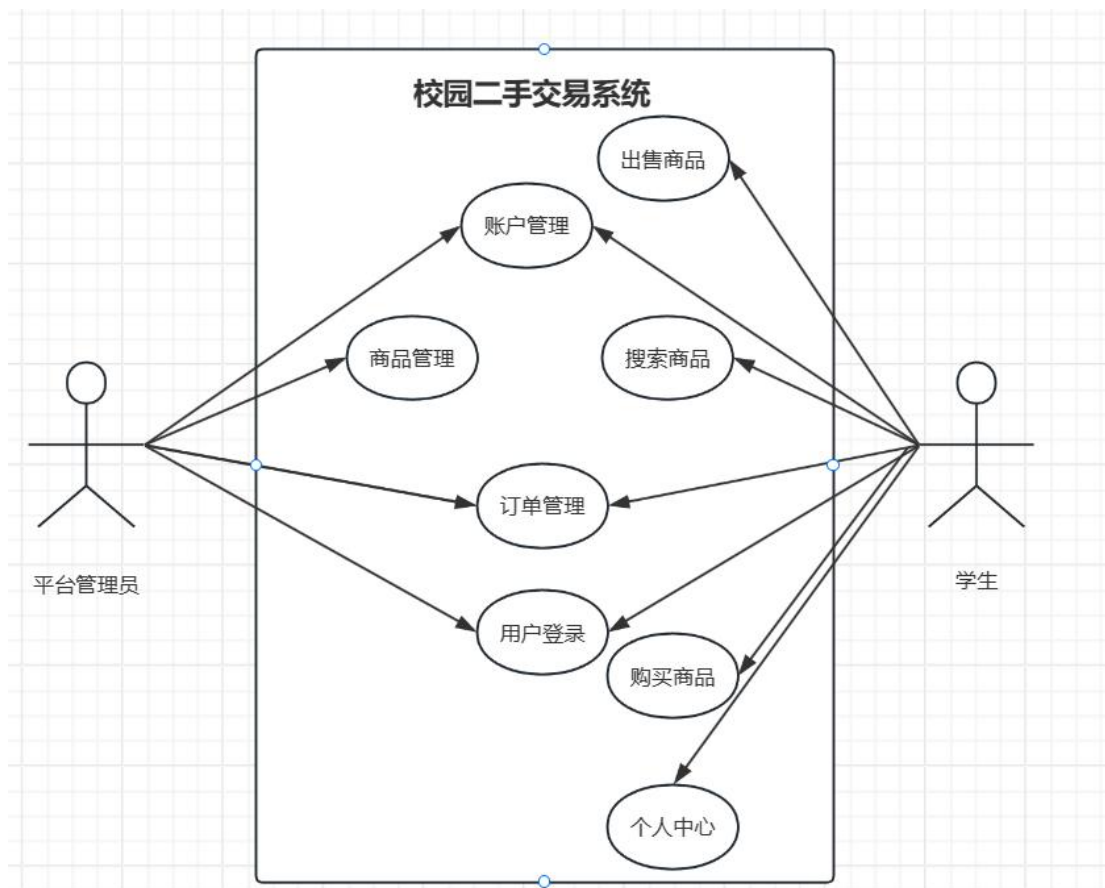 校园二手交易系统
出售商品
账户管理
商品管理
搜索商品
订单管理
平台管理员
学生
用户登录
购买商品
个人中心